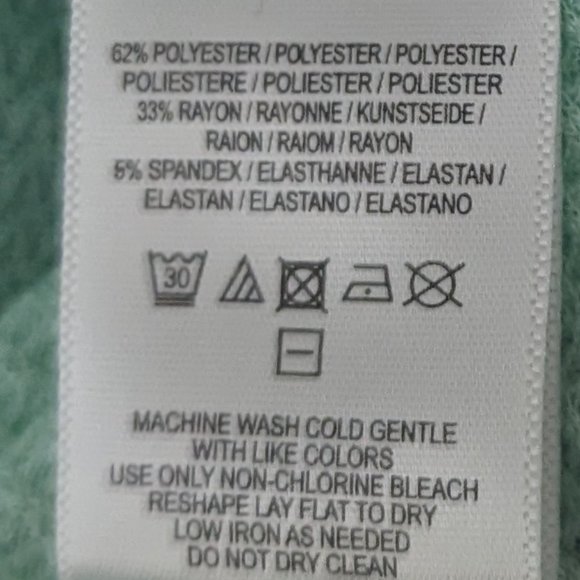 62% POLYESTER / POLYESTER / POLYESTER /
POLIESTERE / POLIESTER / POLIESTER
33% RAYON / RAYONNE / KUNSTSEIDE /
RAION / RAIOM / RAYON
5% SPANDEX / ELASTHANNE / ELASTAN /
ELASTAN / ELASTANO / ELASTANO
30
MACHINE WASH COLD GENTLE
WITH LIKE COLORS
USE ONLY NON-CHLORINE BLEACH
RESHAPE LAY FLAT TO DRY
LOW IRON AS NEEDED
DO NOT DRY CLEAN